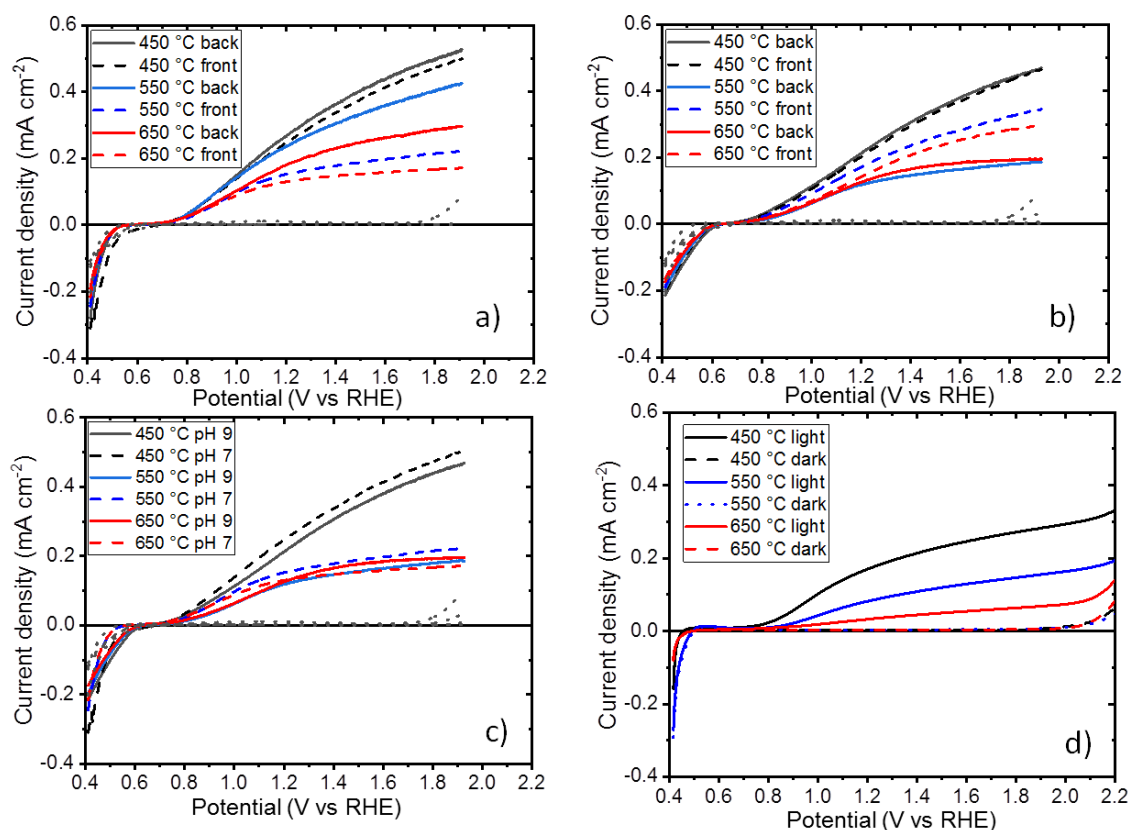 Current density (mA cm⁻²)
0.6
0.4
0.2
0.0
-0.2
-0.4
450 °C back
450 °C front
550 °C back
550 °C front
650 °C back
650 °C front
a)
0.4 0.6 0.8 1.0 1.2 1.4 1.6 1.8 2.0 2.2
Potential (V vs RHE)
Current density (mA cm⁻²)
0.6
0.4
0.2
0.0
-0.2
-0.4
450 °C back
450 °C front
550 °C back
550 °C front
650 °C back
650 °C front
b)
0.4 0.6 0.8 1.0 1.2 1.4 1.6 1.8 2.0 2.2
Potential (V vs RHE)
Current density (mA cm⁻²)
0.6
0.4
0.2
0.0
-0.2
-0.4
450 °C pH 9
450 °C pH 7
550 °C pH 9
550 °C pH 7
650 °C pH 9
650 °C pH 7
c)
0.4 0.6 0.8 1.0 1.2 1.4 1.6 1.8 2.0 2.2
Potential (V vs RHE)
Current density (mA cm⁻²)
0.6
0.4
0.2
0.0
-0.2
-0.4
450 °C light
450 °C dark
550 °C light
550 °C dark
650 °C light
650 °C dark
d)
0.4 0.6 0.8 1.0 1.2 1.4 1.6 1.8 2.0 2.2
Potential (V vs RHE)